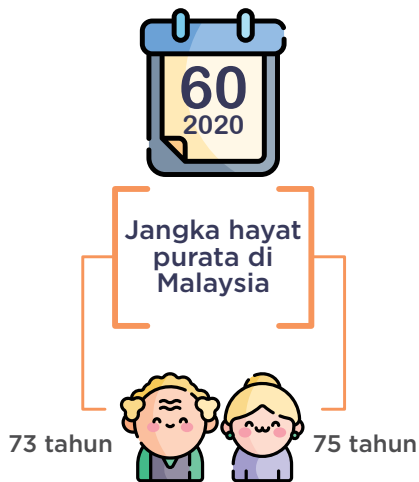 60
2020
Jangka hayat
purata di
Malaysia
73 tahun
75 tahun